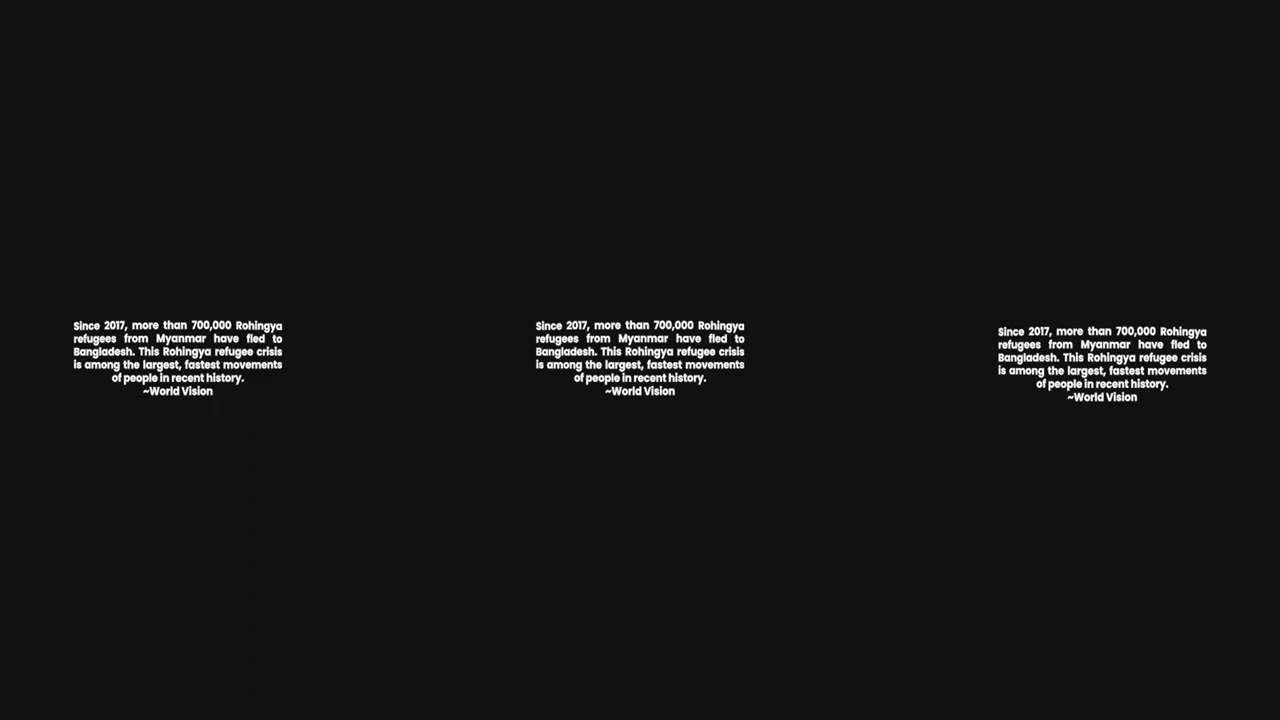 Since 2017, more than 700,000 Rohingya
refugees from Myanmar have fled to
Bangladesh. This Rohingya refugee crisis
is among the largest, fastest movements
of people in recent history.
~World Vision
Since 2017, more than 700,000 Rohingya
refugees from Myanmar have fled to
Bangladesh. This Rohingya refugee crisis
is among the largest, fastest movements
of people in recent history.
~World Vision
Since 2017, more than 700,000 Rohingya
refugees from Myanmar have fled to
Bangladesh. This Rohingya refugee crisis
is among the largest, fastest movements
of people in recent history.
~World Vision